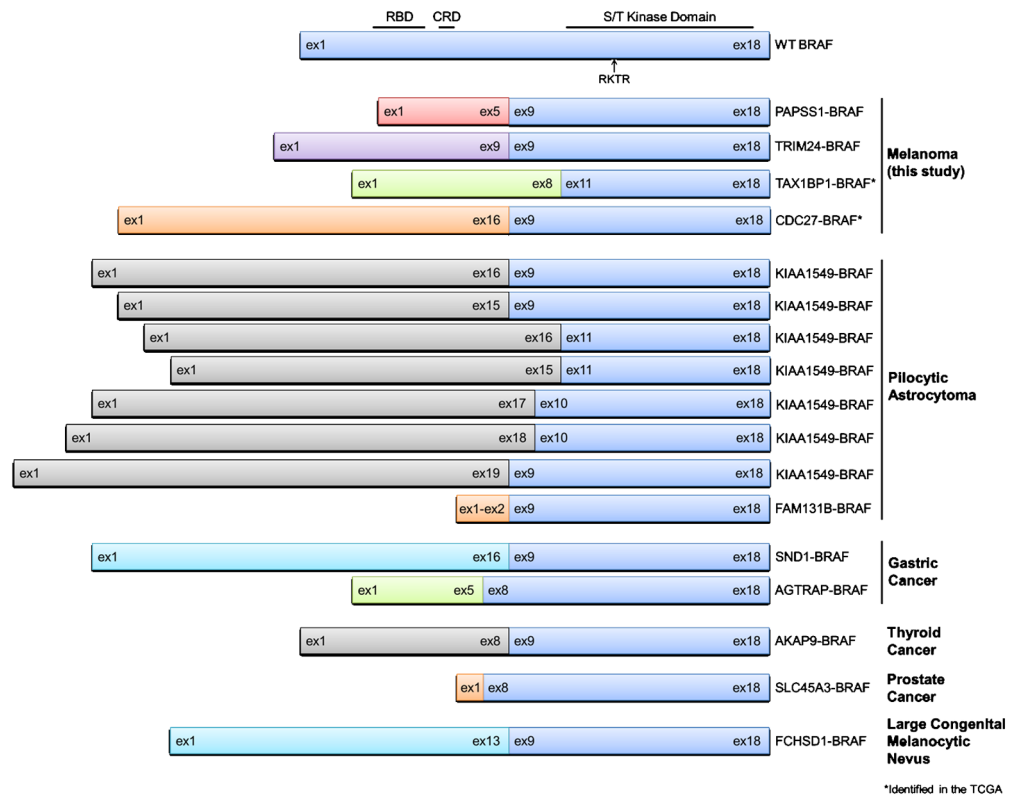 RBD CRD S/T Kinase Domain
ex1 ex18 WT BRAF
RKTR
ex1 ex5 ex9 ex18 PAPSS1-BRAF
ex1 ex9 ex9 ex18 TRIM24-BRAF
Melanoma
(this study)
ex1 ex8 ex11 ex18 TAX1BP1-BRAF*
ex1 ex16 ex9 ex18 CDC27-BRAF*
ex1 ex16 ex9 ex18 KIAA1549-BRAF
ex1 ex15 ex9 ex18 KIAA1549-BRAF
ex1 ex16 ex11 ex18 KIAA1549-BRAF
ex1 ex15 ex11 ex18 KIAA1549-BRAF
Pilocytic
Astrocytoma
ex1 ex17 ex10 ex18 KIAA1549-BRAF
ex1 ex18 ex10 ex18 KIAA1549-BRAF
ex1 ex19 ex9 ex18 KIAA1549-BRAF
ex1-ex2 ex9 ex18 FAM131B-BRAF
ex1 ex16 ex9 ex18 SND1-BRAF
Gastric
Cancer
ex1 ex5 ex8 ex18 AGTRAP-BRAF
ex1 ex8 ex9 ex18 AKAP9-BRAF
Thyroid
Cancer
ex1 ex8 ex18 SLC45A3-BRAF
Prostate
Cancer
ex1 ex13 ex9 ex18 FCHSD1-BRAF
Large Congenital
Melanocytic
Nevus
*Identified in the TCGA